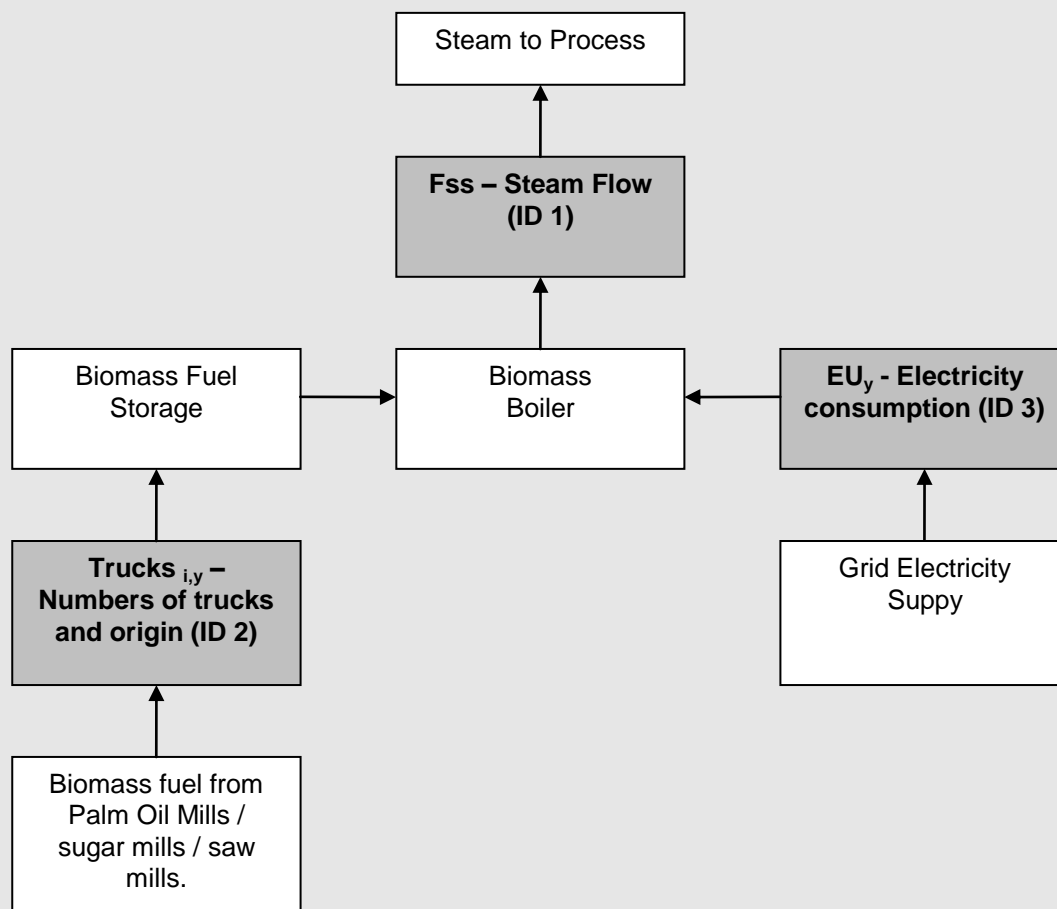 Steam to Process
Fss – Steam Flow
(ID 1)
Biomass Fuel
Storage
Biomass
Boiler
EUy - Electricity
consumption (ID 3)
Trucks i,y –
Numbers of trucks
and origin (ID 2)
Grid Electricity
Suppy
Biomass fuel from
Palm Oil Mills /
sugar mills / saw
mills.